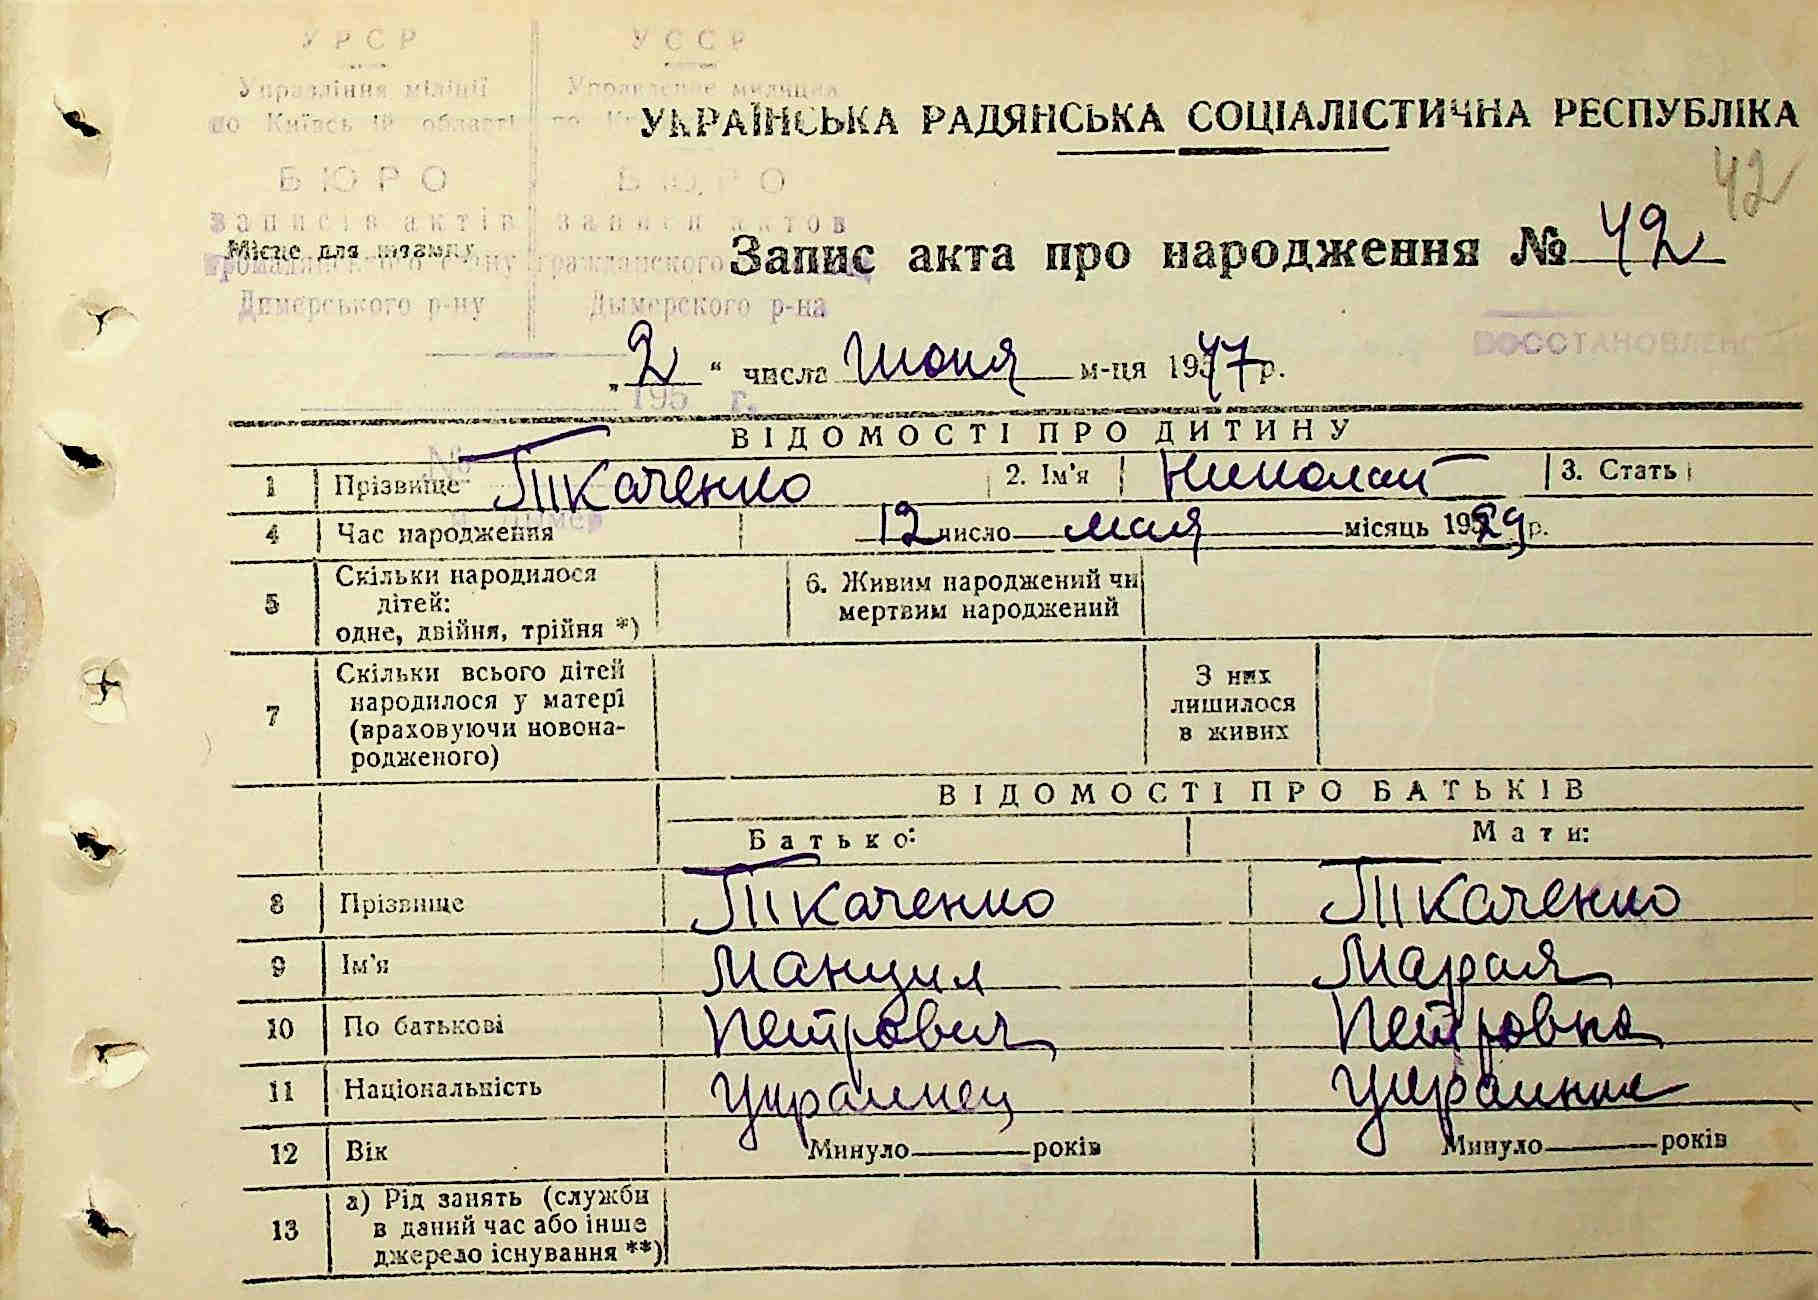 УРСР УССР
Управління міліції Управление милиции
по Київській області по
УКРАЇНСЬКА РАДЯНСЬКА СОЦІАЛІСТИЧНА РЕСПУБЛІКА
БЮРО БЮРО
42
записів актів записи актов
Місце для штампу
громадянського стану гражданского
Запис акта про народження № 42
Димерського р-ну Дымерского р-на
ВОССТАНОВЛЕНО
„2“ числа Июня м-ця 1947 р.
195 г.
ВІДОМОСТІ ПРО ДИТИНУ
№
1 Прізвище Ткаченко 2. Ім'я Николай 3. Стать
4 Час народження 12 число мая місяць 1929 р.
5 Скільки народилося
дітей:
одне, двійня, трійня *)
6. Живим народжений чи
мертвим народжений
7 Скільки всього дітей
народилося у матері
(враховуючи новона-
родженого)
З них
лишилося
в живих
ВІДОМОСТІ ПРО БАТЬКІВ
Батько: Мати:
8 Прізвище Ткаченко Ткаченко
9 Ім'я Мануил Мария
10 По батькові Петрович Петровна
11 Національність Украинец Украинка
12 Вік Минуло років Минуло років
13 а) Рід занять (служби
в даний час або інше
джерело існування **)